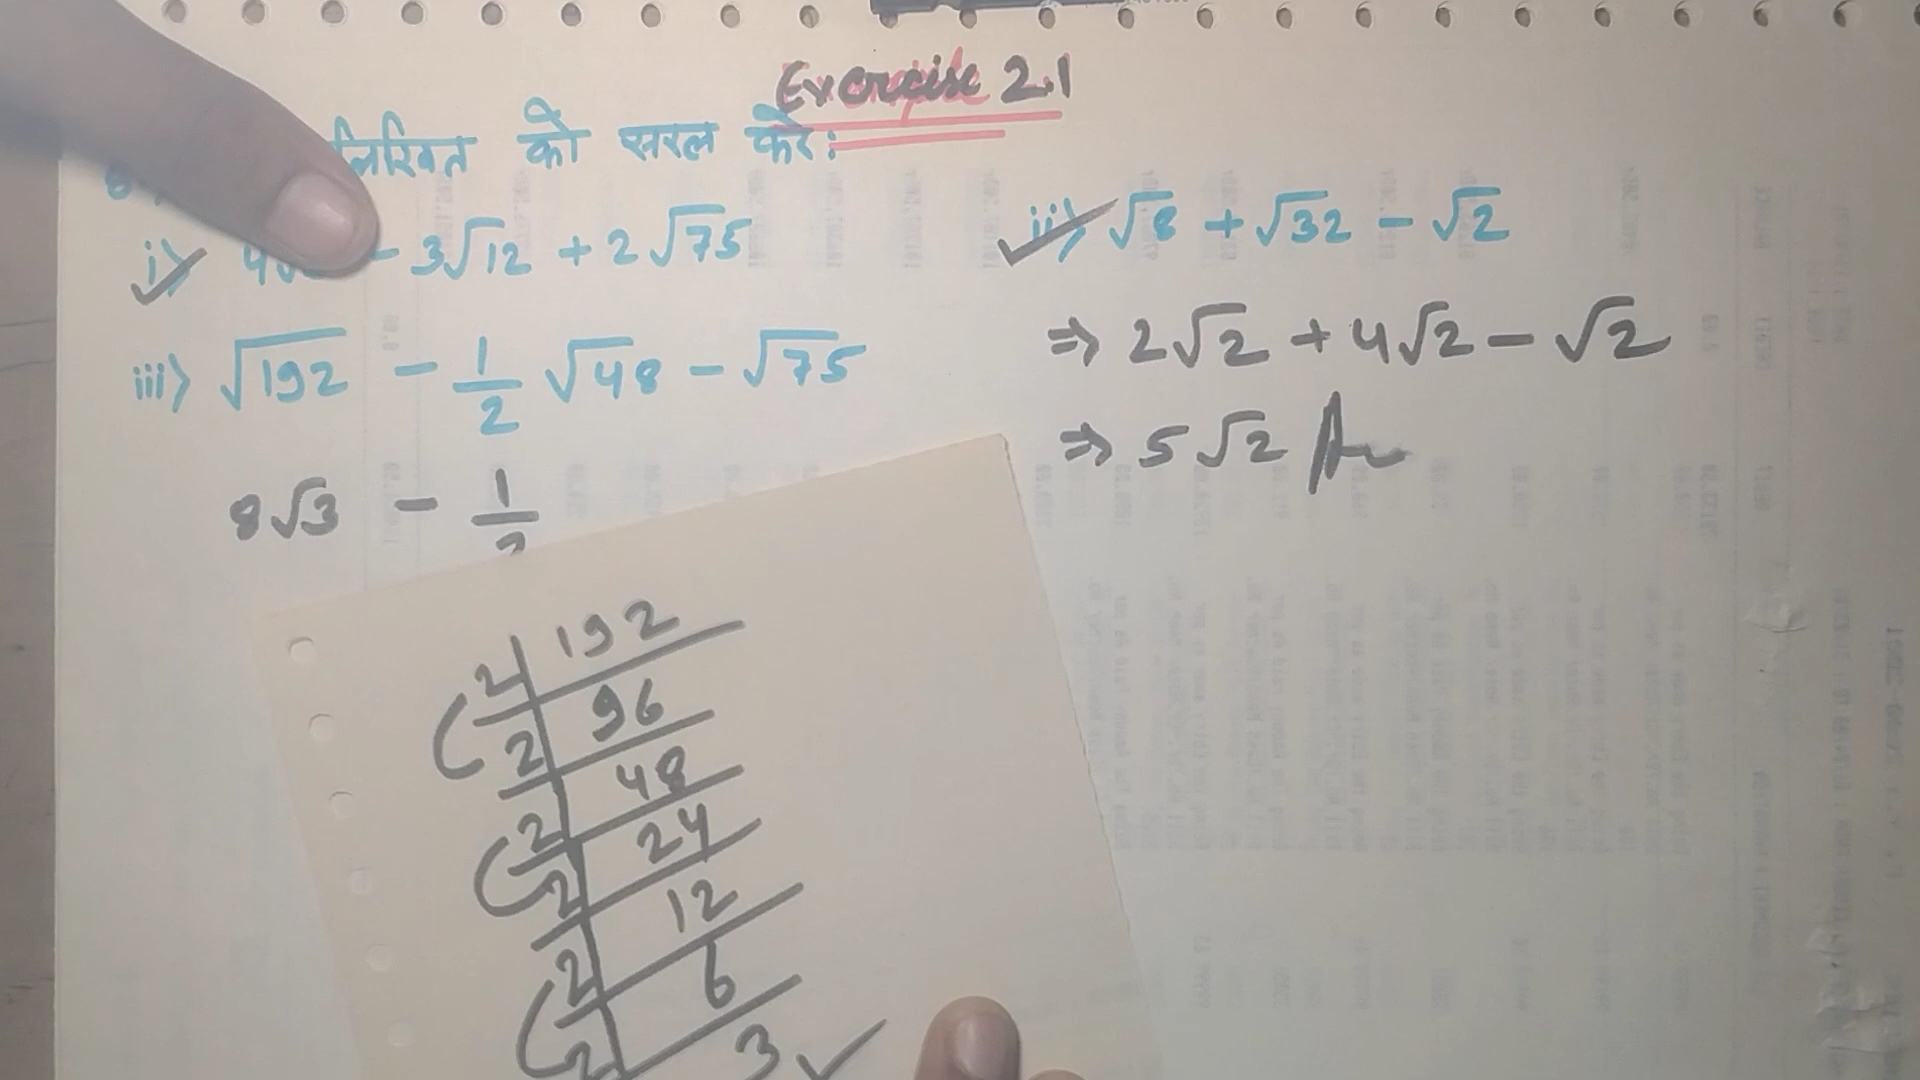 Exercise 2.1
लिखित को सरल करे:
i) 4√ - 3√12 + 2√75
ii) √8 + √32 - √2
⇒ 2√2 + 4√2 - √2
⇒ 5√2
iii) √192 - 1/2 √48 - √75
8√3 - 1/2
2 | 192
2 | 96
2 | 48
2 | 24
2 | 12
2 | 6
3 ✓